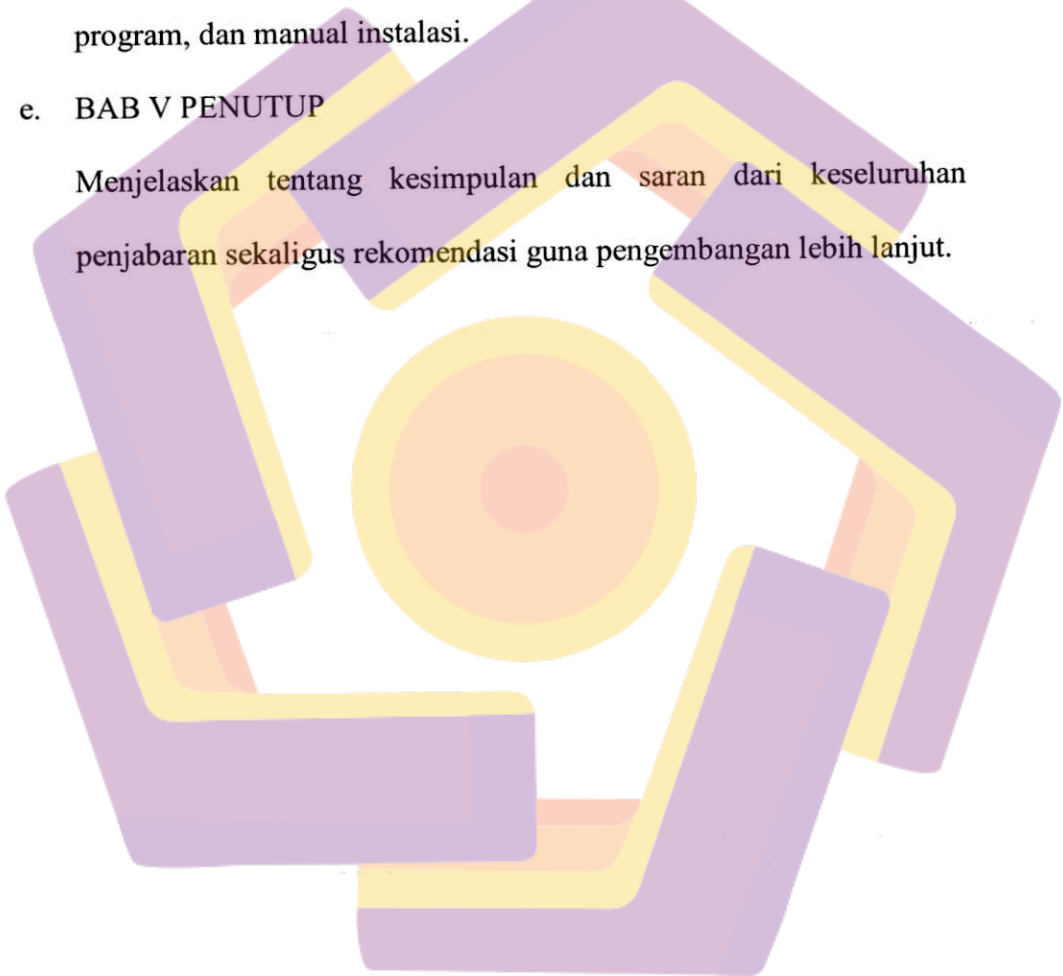 program, dan manual instalasi.
e. BAB V PENUTUP
Menjelaskan tentang kesimpulan dan saran dari keseluruhan
penjabaran sekaligus rekomendasi guna pengembangan lebih lanjut.